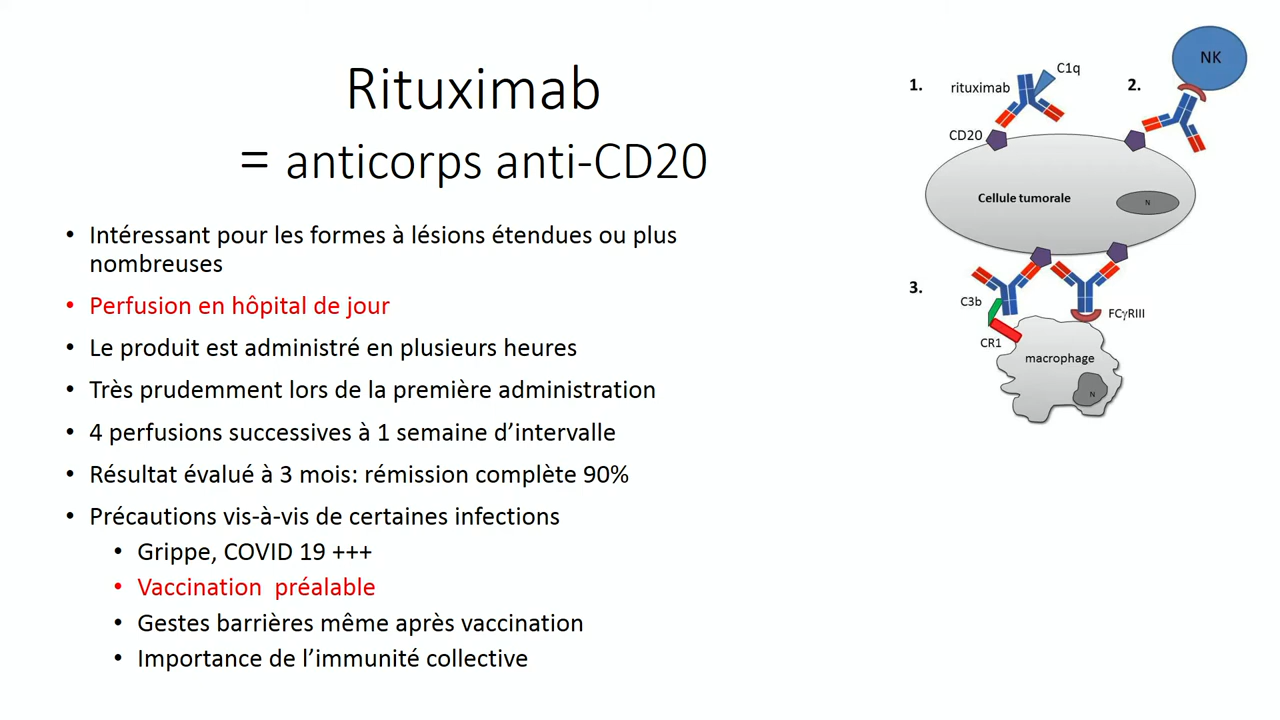 Rituximab
= anticorps anti-CD20
• Intéressant pour les formes à lésions étendues ou plus
nombreuses
• Perfusion en hôpital de jour
• Le produit est administré en plusieurs heures
• Très prudemment lors de la première administration
• 4 perfusions successives à 1 semaine d’intervalle
• Résultat évalué à 3 mois: rémission complète 90%
• Précautions vis-à-vis de certaines infections
• Grippe, COVID 19 +++
• Vaccination  préalable
• Gestes barrières même après vaccination
• Importance de l’immunité collective
1.
rituximab
C1q
CD20
2.
NK
Cellule tumorale
N
3.
C3b
CR1
FCγRIII
macrophage
N